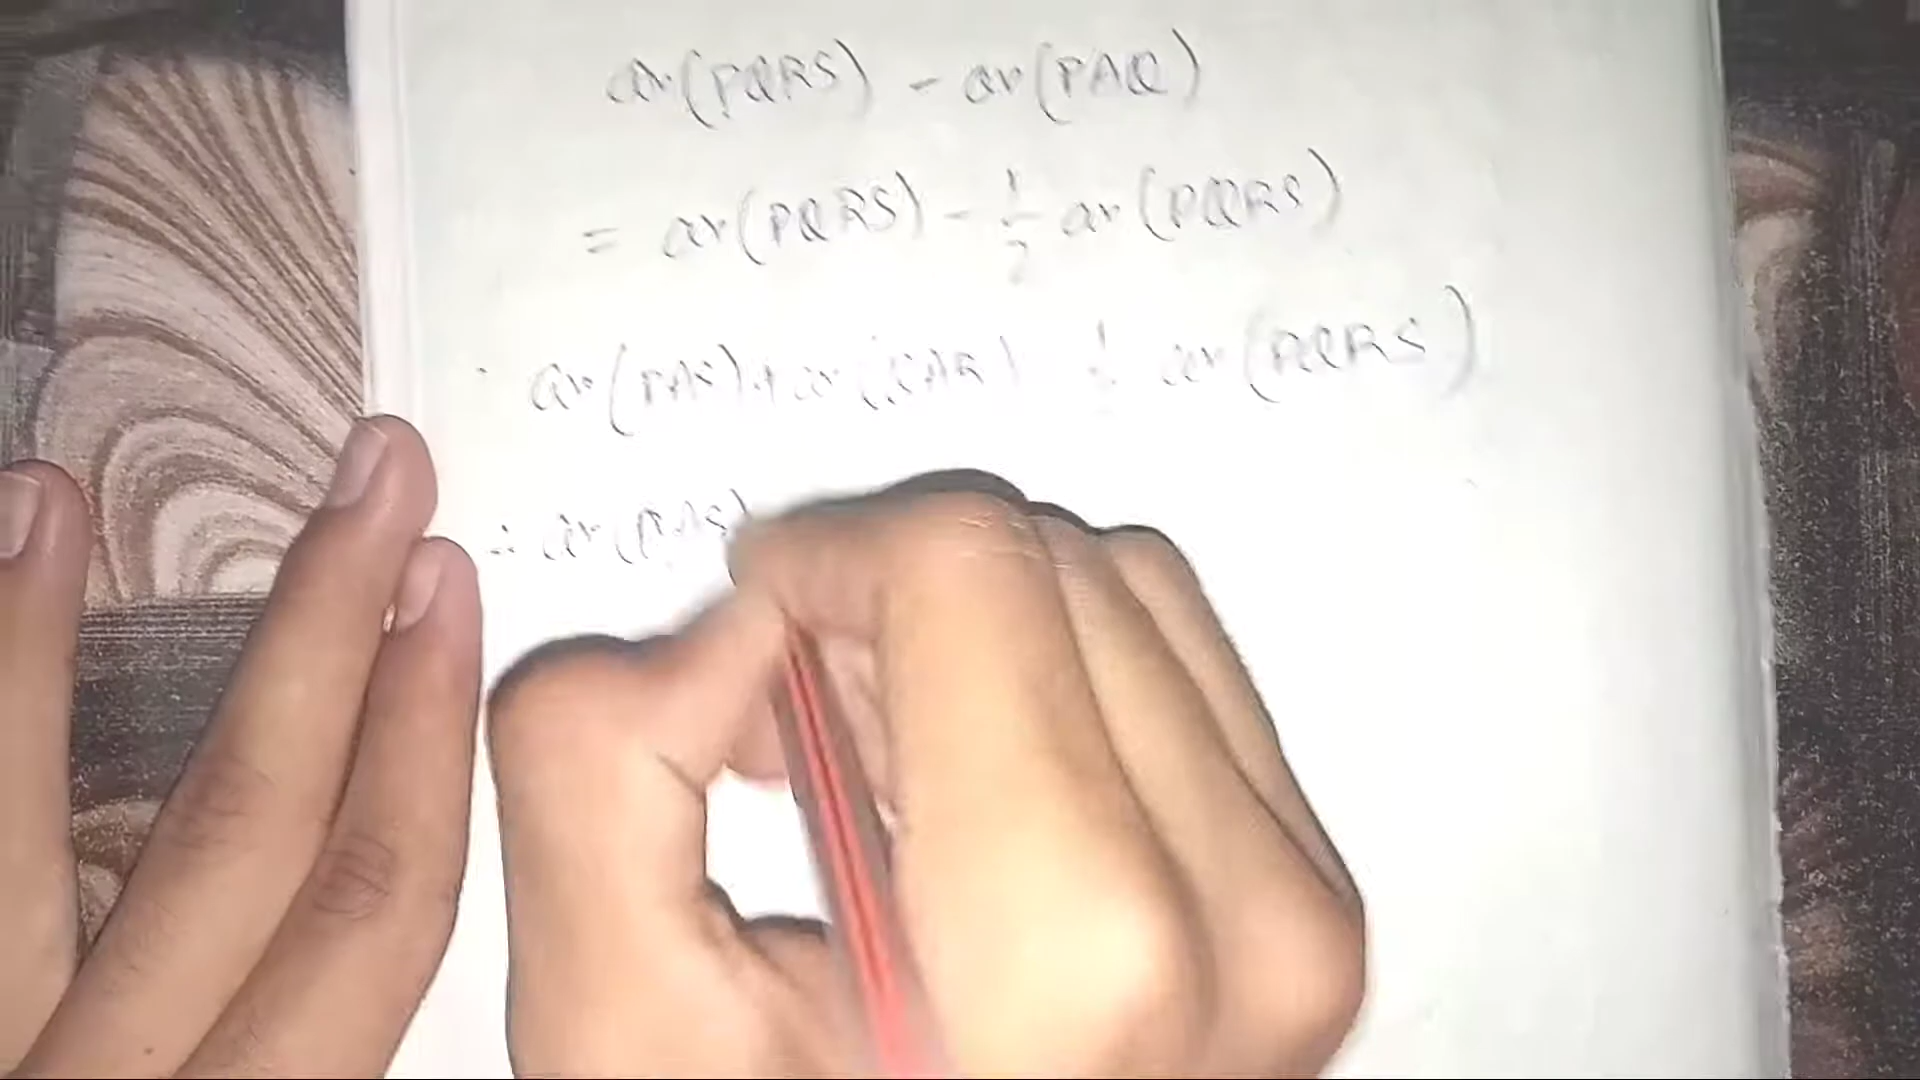 ar(PQRS) - ar(PAQ)
= ar(PQRS) - 1/2 ar(PQRS)
ar(PAS) + ar(SAR) 1/2 ar(PQRS)
∴ ar(PAS)